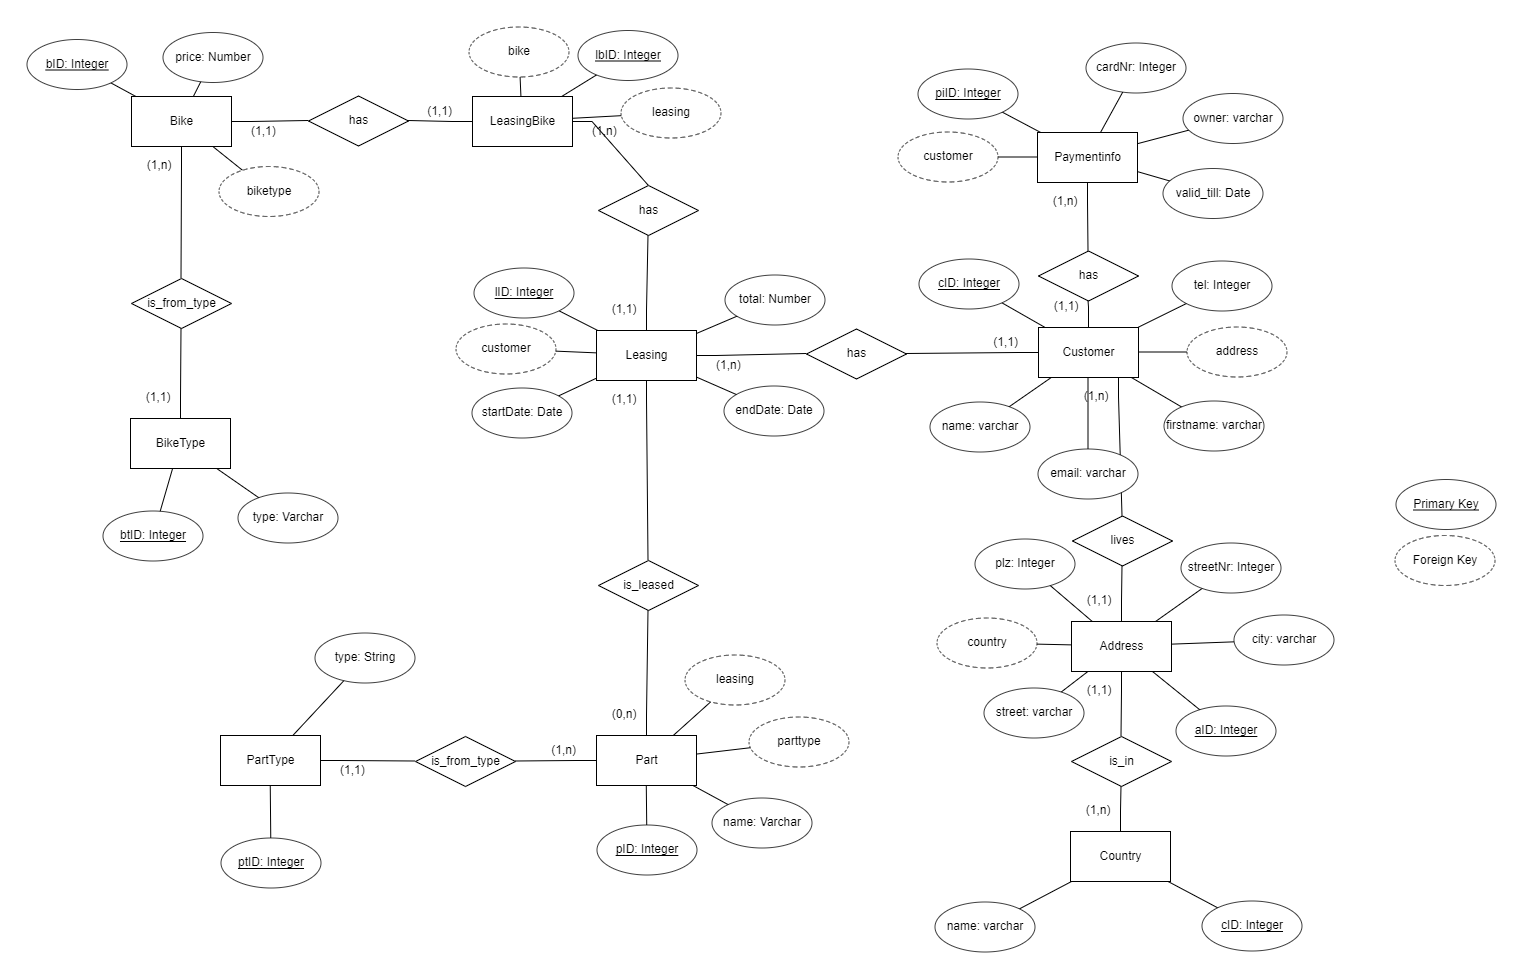 bike
bID: Integer
price: Number
lbID: Integer
cardNr: Integer
piID: Integer
leasing
owner: varchar
Bike
(1,1)
has
(1,1)
LeasingBike
(1,n)
customer
Paymentinfo
(1,n)
biketype
valid_till: Date
(1,n)
has
has
cID: Integer
tel: Integer
lID: Integer
total: Number
is_from_type
(1,1)
(1,1)
customer
Leasing
(1,n)
has
(1,1)
Customer
address
(1,1)
(1,1)
startDate: Date
endDate: Date
(1,n)
name: varchar
firstname: varchar
BikeType
email: varchar
btID: Integer
type: Varchar
Primary Key
lives
Foreign Key
plz: Integer
streetNr: Integer
is_leased
(1,1)
country
Address
city: varchar
type: String
leasing
(1,1)
street: varchar
aID: Integer
(0,n)
parttype
PartType
(1,1)
is_from_type
(1,n)
Part
is_in
name: Varchar
(1,n)
ptID: Integer
pID: Integer
Country
name: varchar
cID: Integer